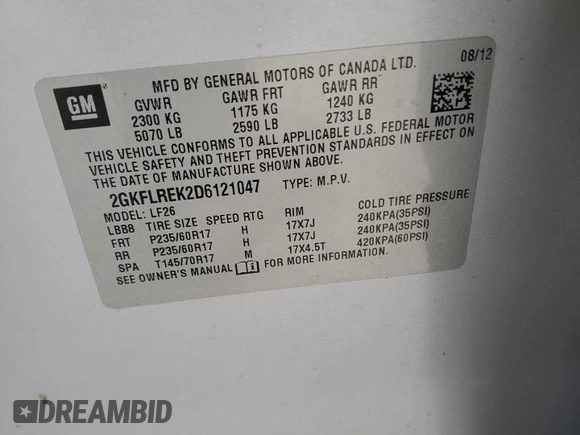 08/12
MFD BY GENERAL MOTORS OF CANADA LTD.
GM
GVWR GAWR FRT GAWR RR
2300 KG 1175 KG 1240 KG
5070 LB 2590 LB 2733 LB
THIS VEHICLE CONFORMS TO ALL APPLICABLE U.S. FEDERAL MOTOR
VEHICLE SAFETY AND THEFT PREVENTION STANDARDS IN EFFECT ON
THE DATE OF MANUFACTURE SHOWN ABOVE.
2GKFLREK2D6121047 TYPE: M.P.V.
MODEL: LF26
LBBB TIRE SIZE SPEED RTG RIM COLD TIRE PRESSURE
FRT P235/60R17 H 17X7J 240KPA(35PSI)
RR P235/60R17 H 17X7J 240KPA(35PSI)
SPA T145/70R17 M 17X4.5T 420KPA(60PSI)
SEE OWNER'S MANUAL FOR MORE INFORMATION.
DREAMBID